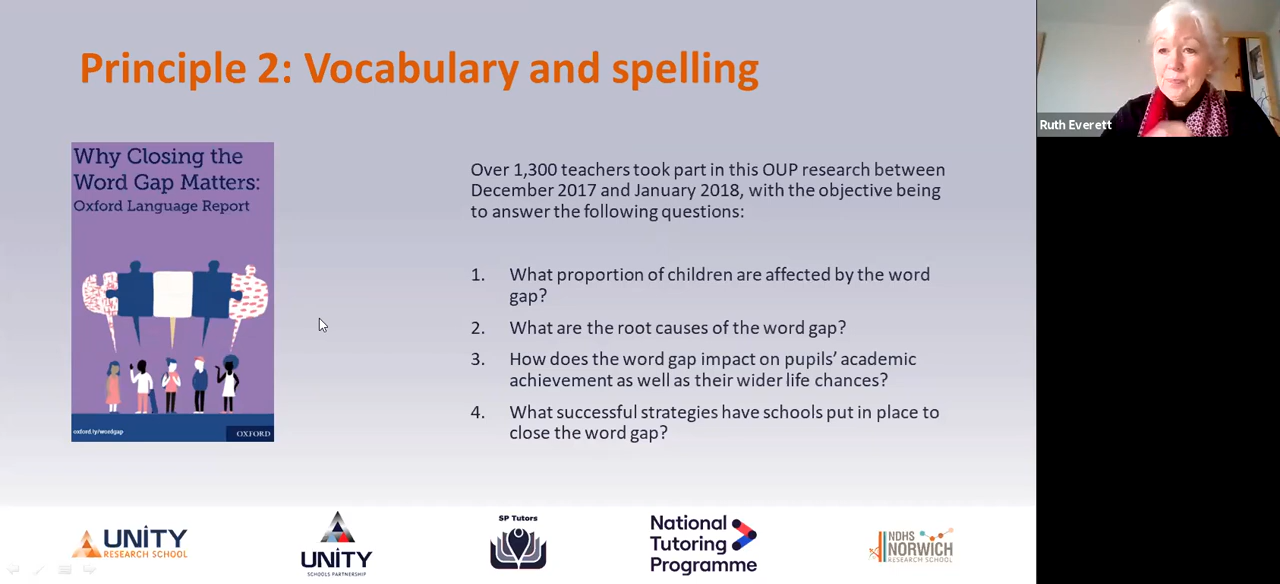 Principle 2: Vocabulary and spelling
Ruth Everett
Why Closing the
Word Gap Matters:
Oxford Language Report
oxford.ly/wordgap
OXFORD
Over 1,300 teachers took part in this OUP research between
December 2017 and January 2018, with the objective being
to answer the following questions:
1. What proportion of children are affected by the word
gap?
2. What are the root causes of the word gap?
3. How does the word gap impact on pupils’ academic
achievement as well as their wider life chances?
4. What successful strategies have schools put in place to
close the word gap?
UNITY
RESEARCH SCHOOL
UNITY
SCHOOLS PARTNERSHIP
SP Tutors
National
Tutoring
Programme
NDHS
NORWICH
RESEARCH SCHOOL